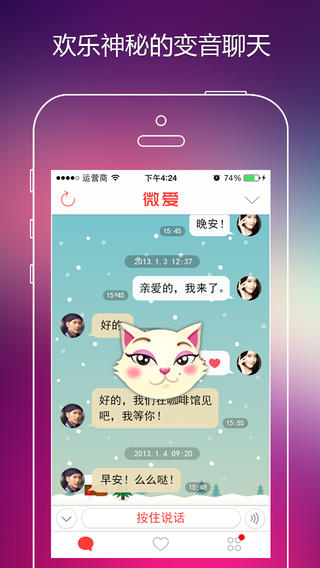 欢乐神秘的变音聊天
运营商 下午4:24 74%
微爱
晚安！
15:45
2013.1.3 12:37
亲爱的，我来了。
15:45
好的
15:46
好的，我们在咖啡馆见
吧，我等你！
15:55
2013.1.4 09:20
早安！么么哒！
15:48
按住说话